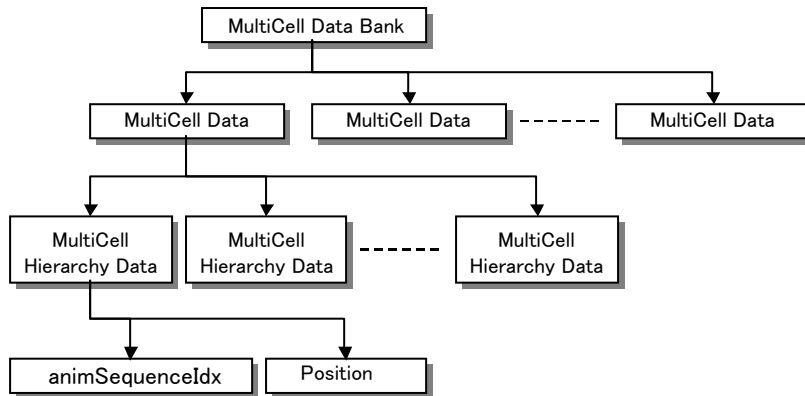 MultiCell Data Bank
MultiCell Data
MultiCell Data
MultiCell Data
MultiCell
Hierarchy Data
MultiCell
Hierarchy Data
MultiCell
Hierarchy Data
animSequenceIdx
Position